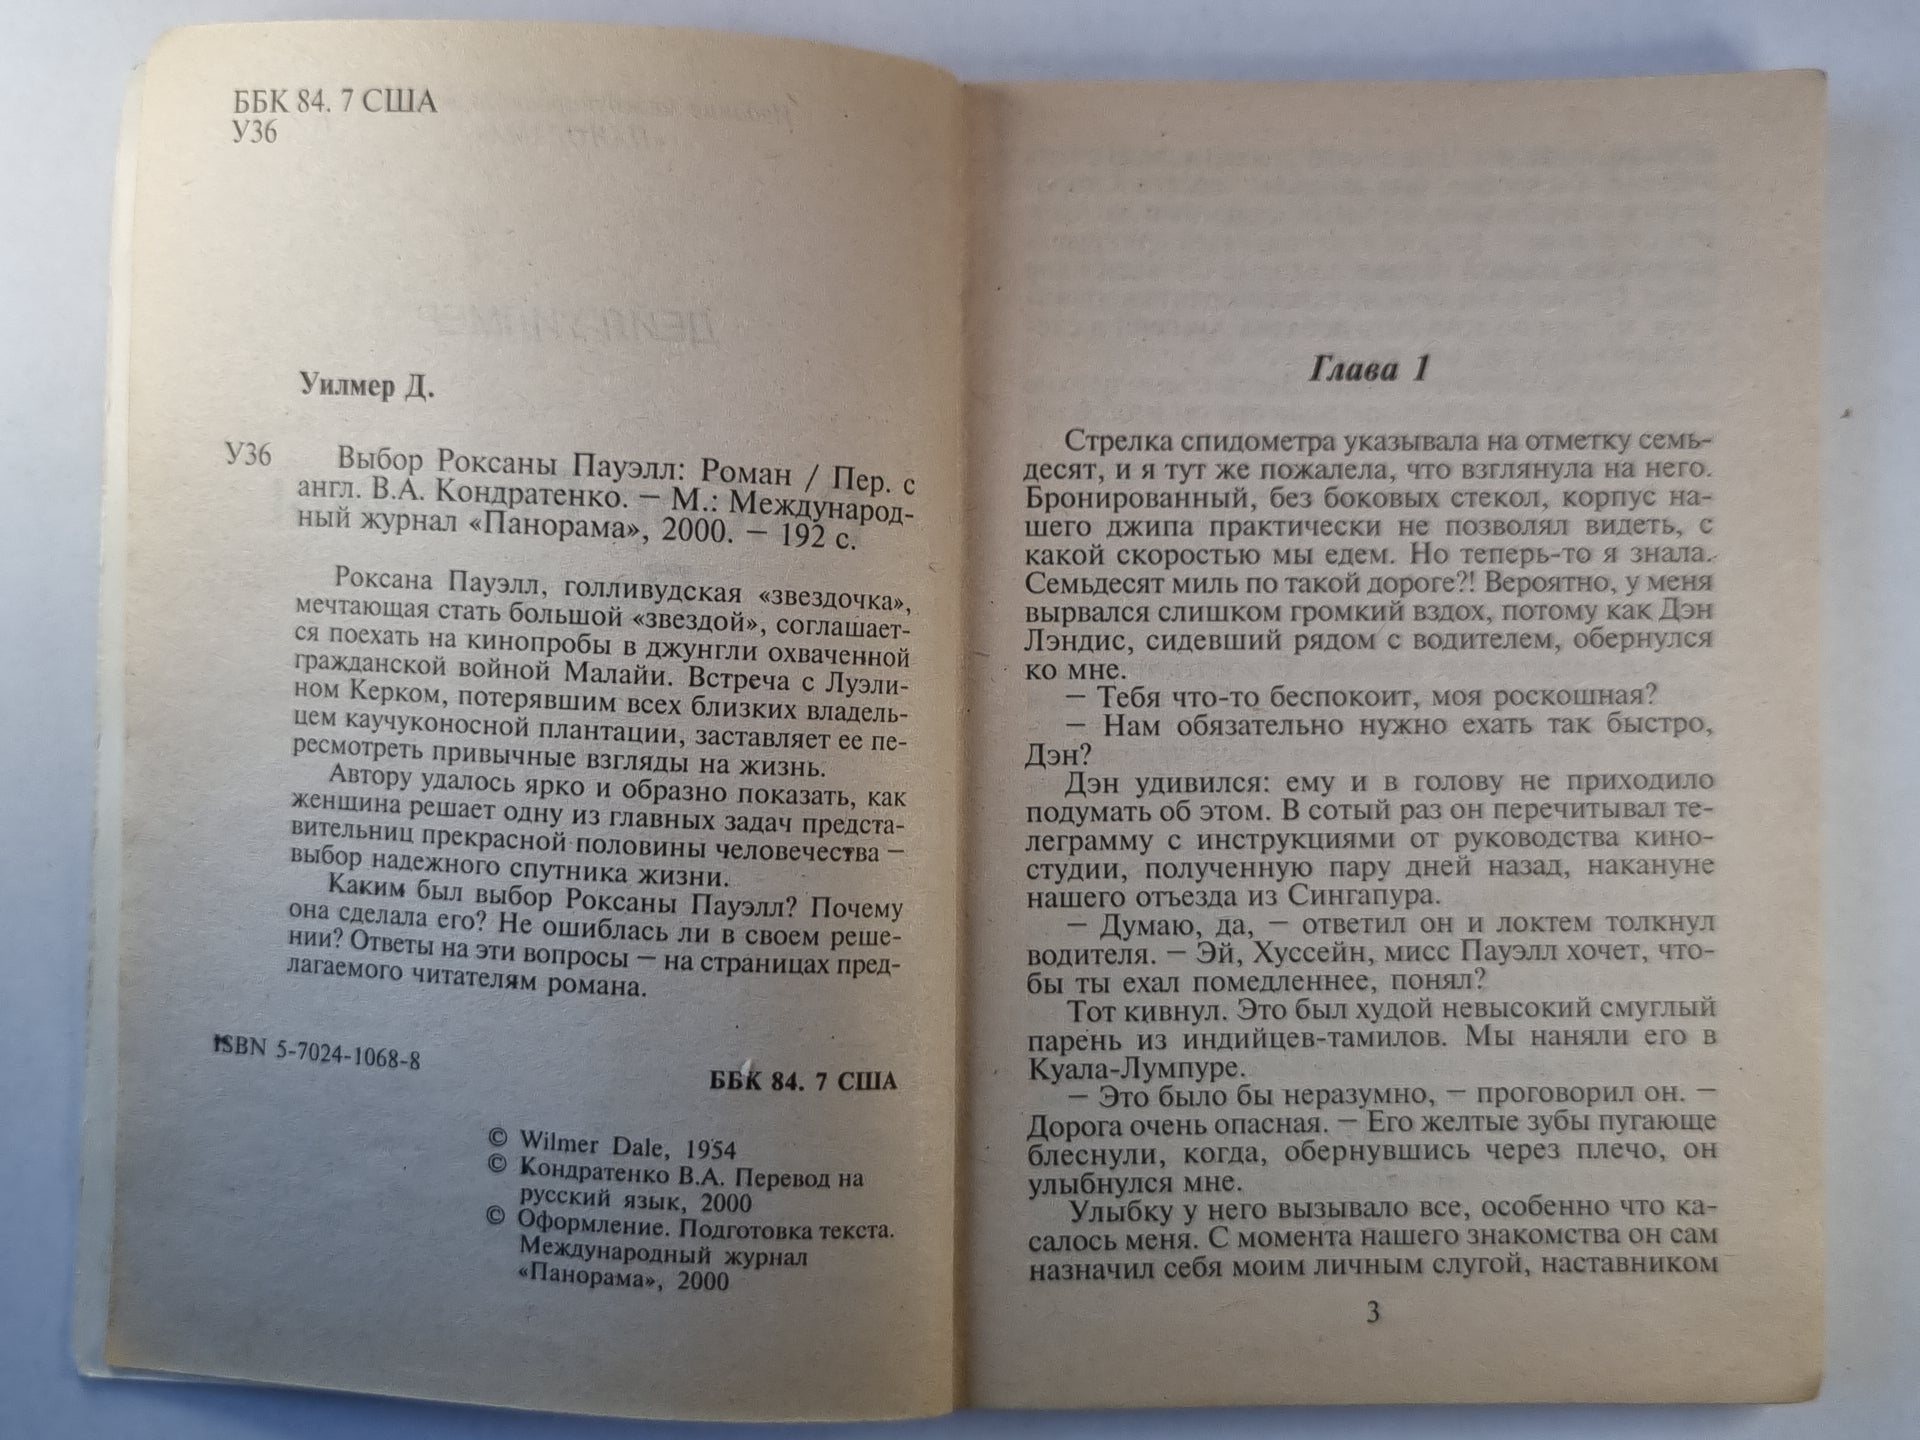 ББК 84. 7 США
У36
Уилмер Д.
У36 Выбор Роксаны Пауэлл: Роман / Пер. с
англ. В.А. Кондратенко. — М.: Международ-
ный журнал «Панорама», 2000. — 192 с.
Роксана Пауэлл, голливудская «звездочка»,
мечтающая стать большой «звездой», соглашает-
ся поехать на кинопробы в джунгли охваченной
гражданской войной Малайи. Встреча с Луэли-
ном Керком, потерявшим всех близких владель-
цем каучуконосной плантации, заставляет ее пе-
ресмотреть привычные взгляды на жизнь.
Автору удалось ярко и образно показать, как
женщина решает одну из главных задач предста-
вительниц прекрасной половины человечества —
выбор надежного спутника жизни.
Каким был выбор Роксаны Пауэлл? Почему
она сделала его? Не ошиблась ли в своем реше-
нии? Ответы на эти вопросы — на страницах пред-
лагаемого читателям романа.
ISBN 5-7024-1068-8
ББК 84. 7 США
© Wilmer Dale, 1954
© Кондратенко В.А. Перевод на
русский язык, 2000
© Оформление. Подготовка текста.
Международный журнал
«Панорама», 2000
Глава 1
Стрелка спидометра указывала на отметку семь-
десят, и я тут же пожалела, что взглянула на него.
Бронированный, без боковых стекол, корпус на-
шего джипа практически не позволял видеть, с
какой скоростью мы едем. Но теперь-то я знала.
Семьдесят миль по такой дороге?! Вероятно, у меня
вырвался слишком громкий вздох, потому как Дэн
Лэндис, сидевший рядом с водителем, обернулся
ко мне.
— Тебя что-то беспокоит, моя роскошная?
— Нам обязательно нужно ехать так быстро,
Дэн?
Дэн удивился: ему и в голову не приходило
подумать об этом. В сотый раз он перечитывал те-
леграмму с инструкциями от руководства кино-
студии, полученную пару дней назад, накануне
нашего отъезда из Сингапура.
— Думаю, да, — ответил он и локтем толкнул
водителя. — Эй, Хуссейн, мисс Пауэлл хочет, что-
бы ты ехал помедленнее, понял?
Тот кивнул. Это был худой невысокий смуглый
парень из индийцев-тамилов. Мы наняли его в
Куала-Лумпуре.
— Это было бы неразумно, — проговорил он. —
Дорога очень опасная. — Его желтые зубы пугающе
блеснули, когда, обернувшись через плечо, он
улыбнулся мне.
Улыбку у него вызывало все, особенно что ка-
салось меня. С момента нашего знакомства он сам
назначил себя моим личным слугой, наставником
3